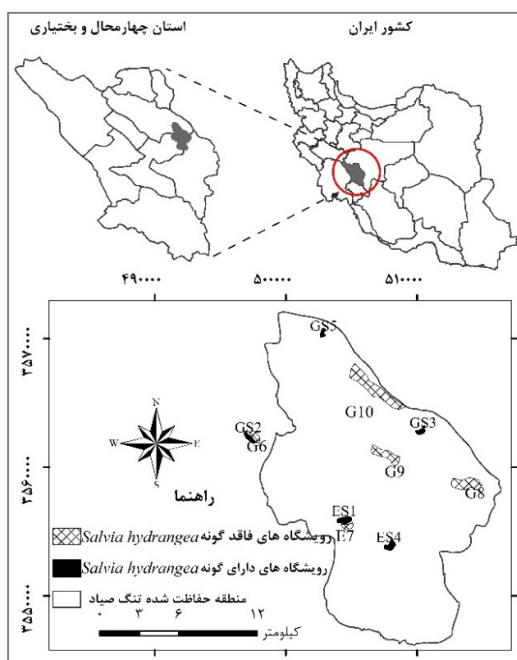 استان چهارمحال و بختیاری
کشور ایران
۴۹۰۰۰۰
۵۰۰۰۰۰
۵۱۰۰۰۰
۳۵۷۰۰۰۰
۳۵۶۰۰۰۰
۳۵۵۰۰۰۰
GS5
G10
GS3
GS2
G6
G9
G8
ES1
E7
ES4
N
W
E
S
راهنما
رویشگاه های فاقد گونه Salvia hydrangea
رویشگاه های دارای گونه Salvia hydrangea
منطقه حفاظت شده تنگ صیاد
۰ ۳ ۶ ۱۲
کیلومتر